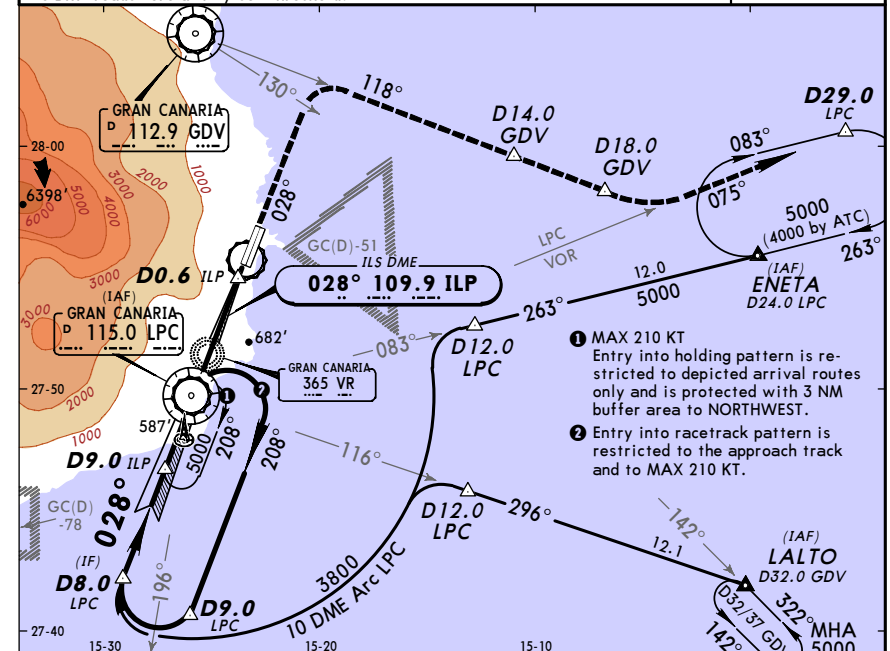 130°
118°
GRAN CANARIA
D 112.9 GDV
28-00
D14.0
GDV
D18.0
GDV
D29.0
LPC
083°
075°
5000
(4000 by ATC)
263°
6398'
6000
5000
4000
3000
2000
1000
028°
GC(D)-51
LPC
VOR
D0.6 ILP
ILS DME
028° 109.9 ILP
3000
3000
(IAF)
GRAN CANARIA
D 115.0 LPC
(IAF)
ENETA
D24.0 LPC
12.0
5000
263°
682'
083°
D12.0
LPC
GRAN CANARIA
365 VR
1 MAX 210 KT
Entry into holding pattern is re-
stricted to depicted arrival routes
only and is protected with 3 NM
buffer area to NORTHWEST.
2 Entry into racetrack pattern is
restricted to the approach track
and to MAX 210 KT.
27-50
2000
1000
587'
1
2
5000
208°
208°
D9.0 ILP
028°
GC(D)
-78
116°
D12.0
LPC
296°
12.1
142°
(IAF)
LALTO
D32.0 GDV
(IF)
D8.0
LPC
196°
D9.0
LPC
3800
10 DME Arc LPC
D32/37 GDV
322°
142°
MHA
5000
27-40
15-30
15-20
15-10